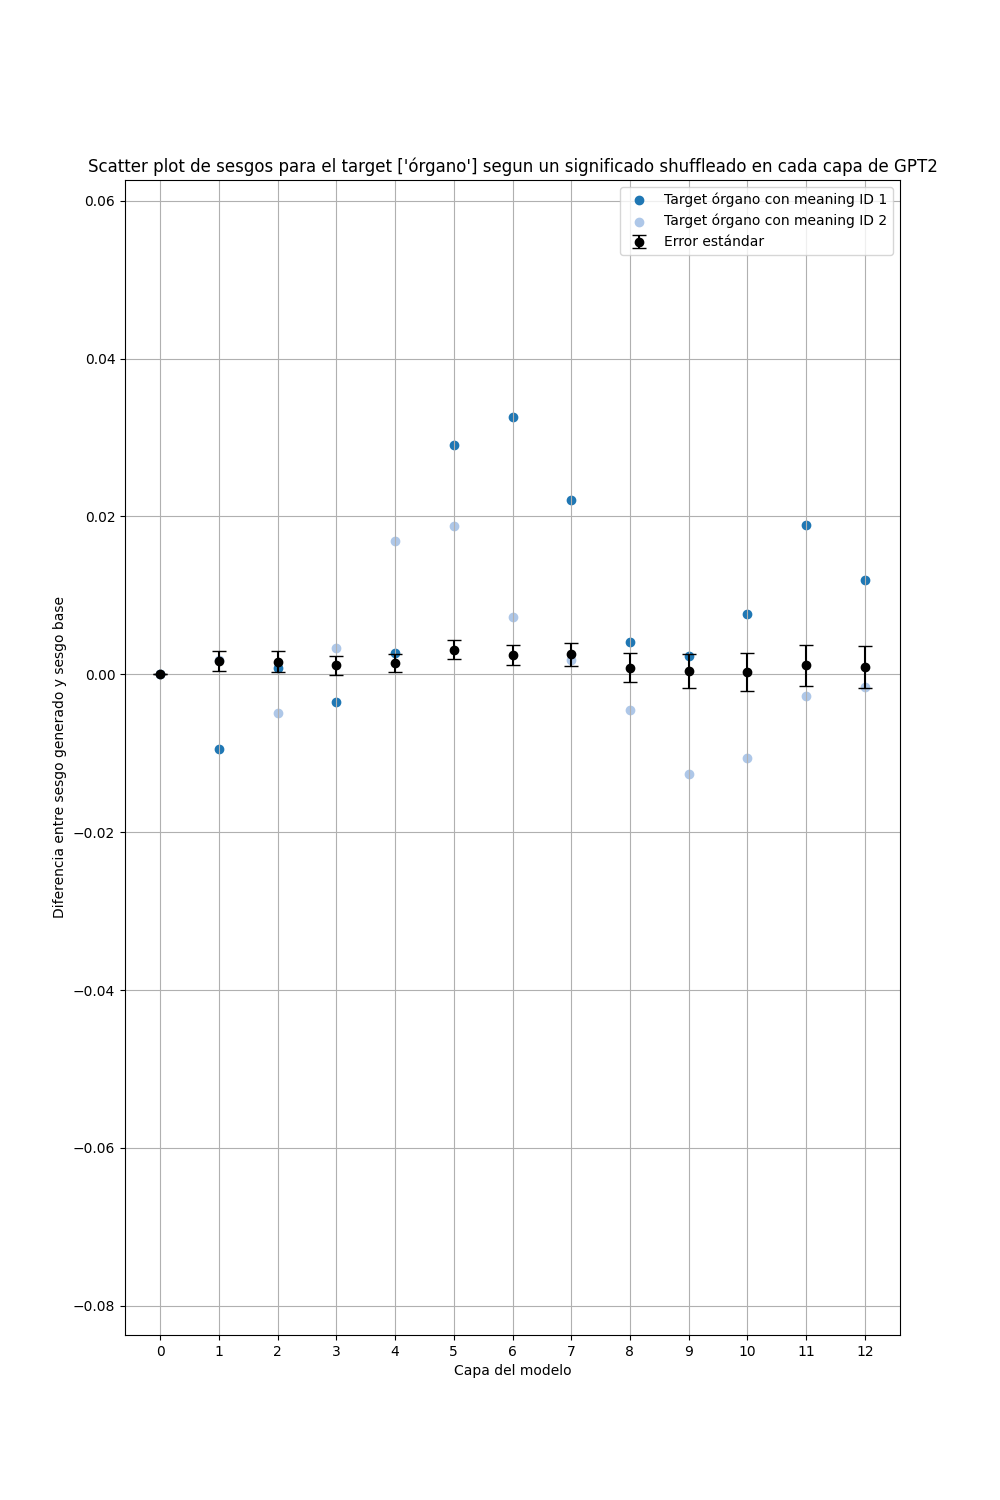 Scatter plot de sesgos para el target ['órgano'] segun un significado shuffleado en cada capa de GPT2
Target órgano con meaning ID 1
Target órgano con meaning ID 2
Error estándar
0.06
0.04
0.02
0.00
−0.02
−0.04
−0.06
−0.08
Diferencia entre sesgo generado y sesgo base
0 1 2 3 4 5 6 7 8 9 10 11 12
Capa del modelo